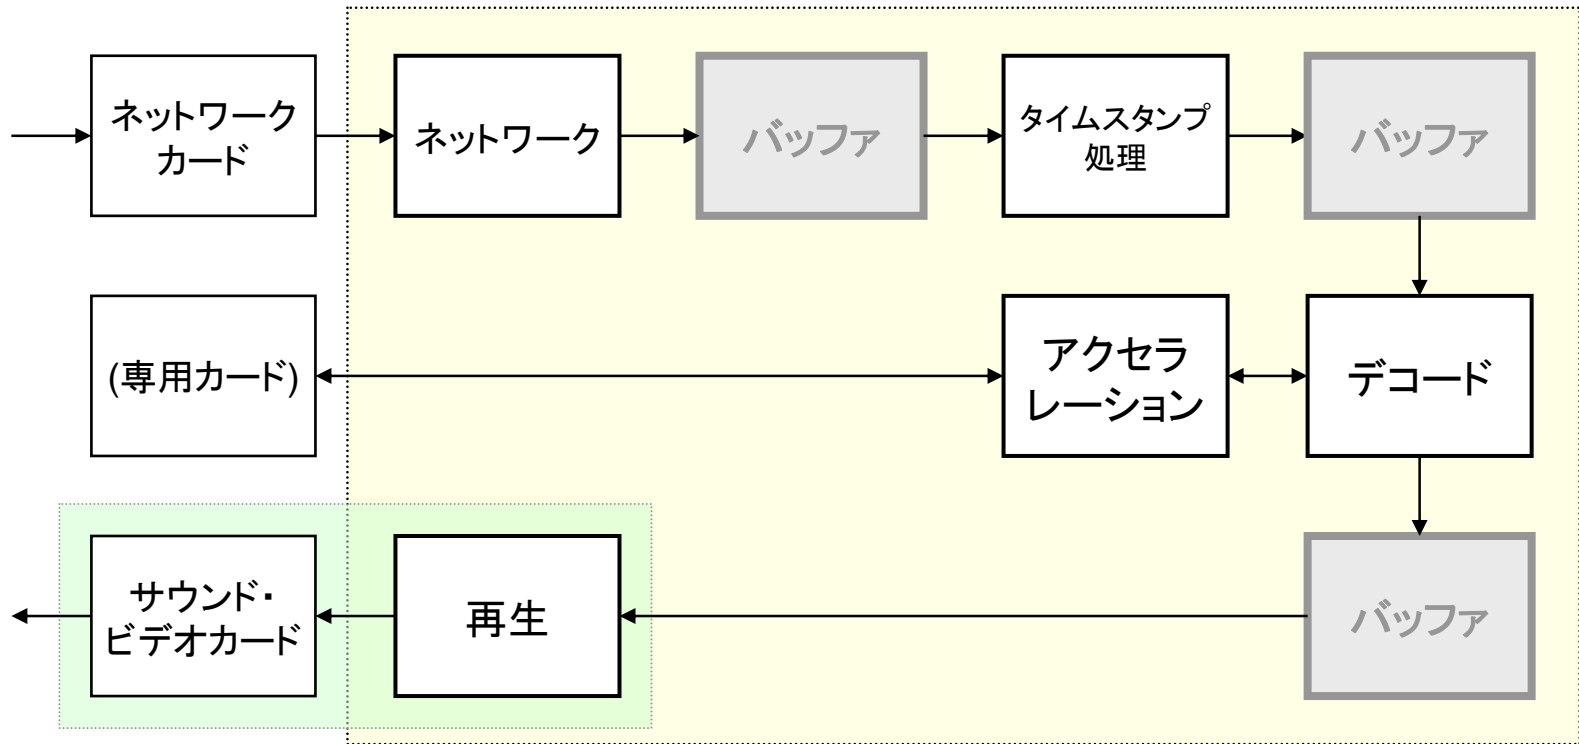 ネットワーク
カード
ネットワーク
バッファ
タイムスタンプ
処理
バッファ
(専用カード)
アクセラ
レーション
デコード
サウンド・
ビデオカード
再生
バッファ